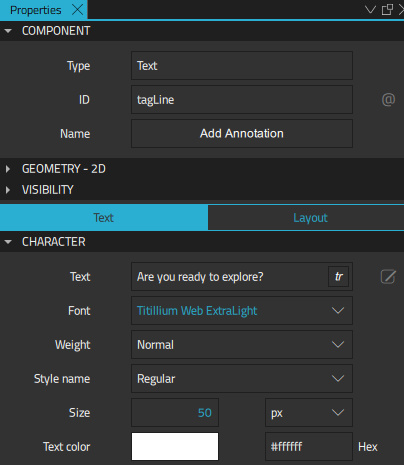 Properties
COMPONENT
Type Text
ID tagLine @
Name Add Annotation
GEOMETRY - 2D
VISIBILITY
Text Layout
CHARACTER
Text Are you ready to explore? tr
Font Titillium Web ExtraLight
Weight Normal
Style name Regular
Size 50 px
Text color #ffffff Hex